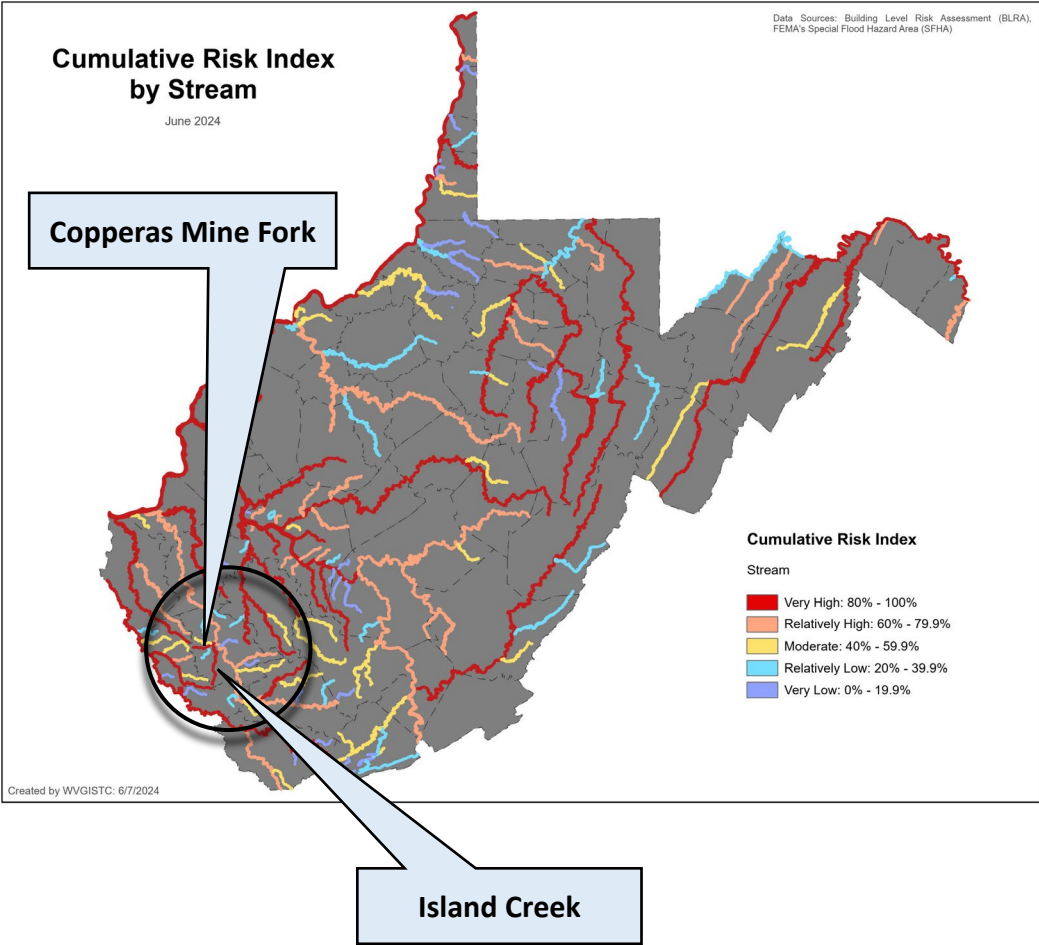 Data Sources: Building Level Risk Assessment (BLRA),
FEMA's Special Flood Hazard Area (SFHA)
Cumulative Risk Index
by Stream
June 2024
Copperas Mine Fork
Cumulative Risk Index
Stream
Very High: 80% - 100%
Relatively High: 60% - 79.9%
Moderate: 40% - 59.9%
Relatively Low: 20% - 39.9%
Very Low: 0% - 19.9%
Created by WVGISTC: 6/7/2024
Island Creek